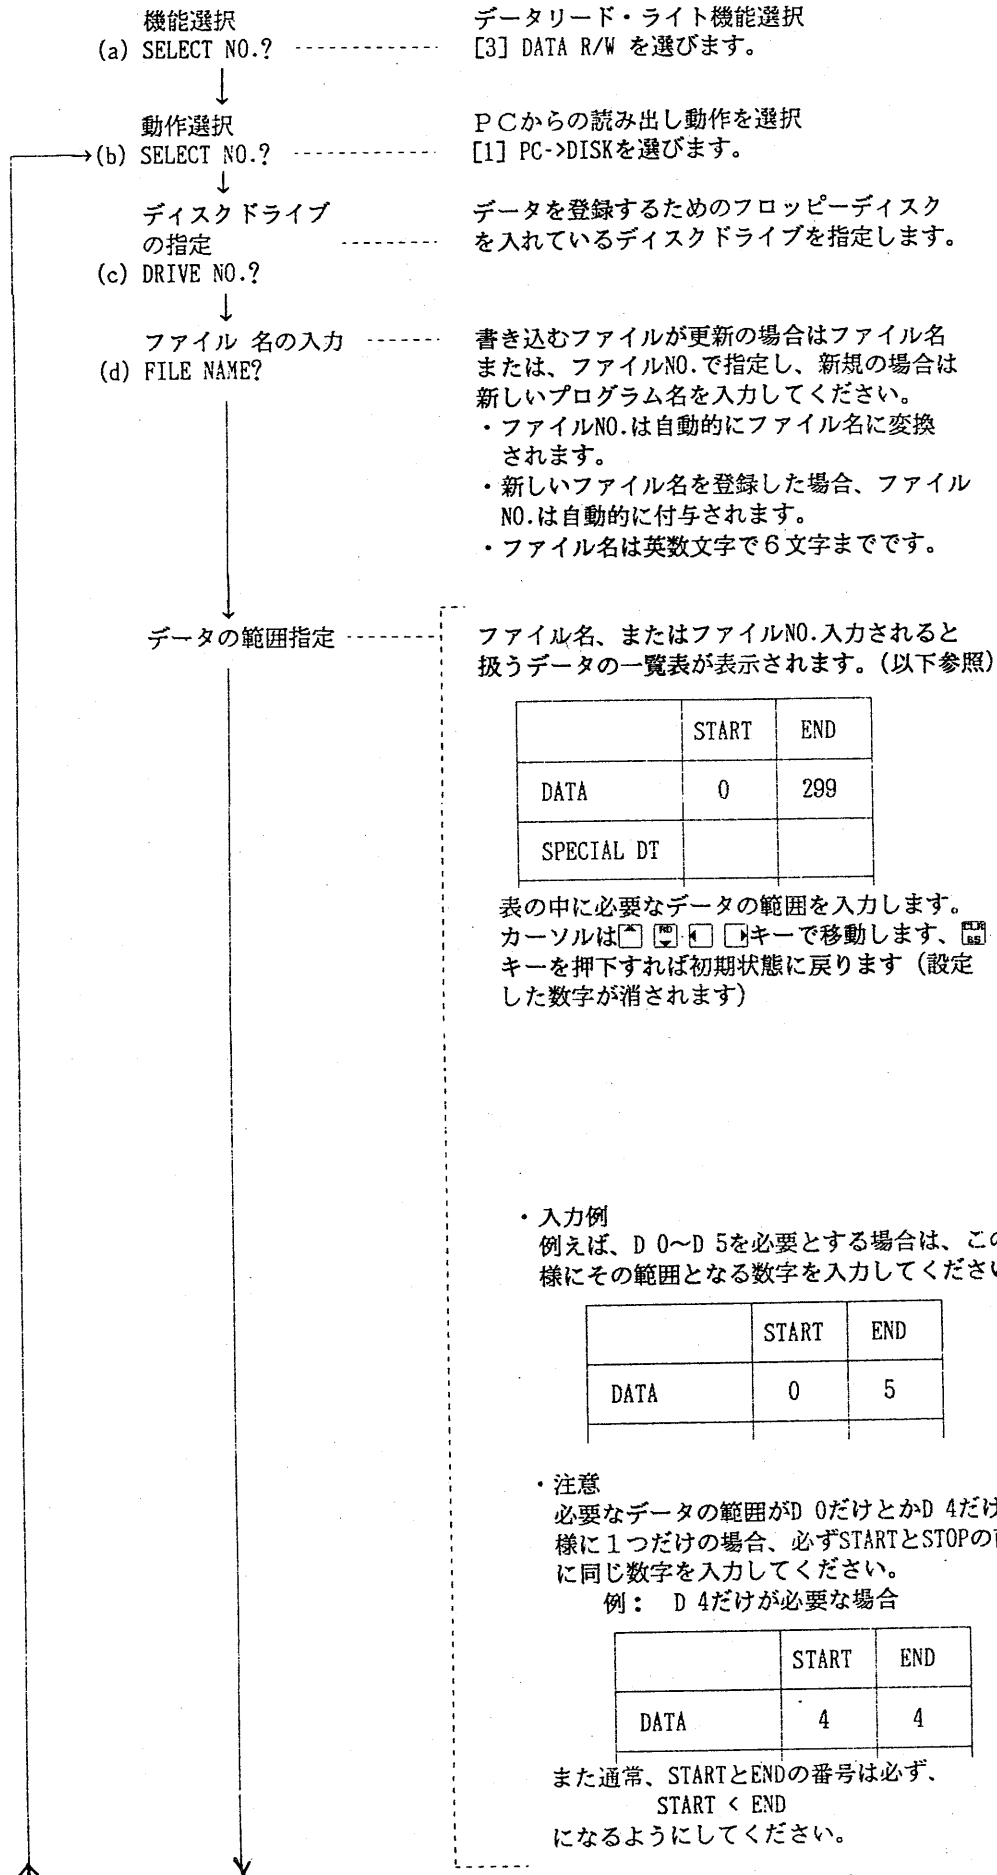 機能選択
(a) SELECT NO.?
データリード・ライト機能選択
[3] DATA R/W を選びます。
動作選択
(b) SELECT NO.?
PCからの読み出し動作を選択
[1] PC->DISKを選びます。
ディスクドライブ
の指定
(c) DRIVE NO.?
データを登録するためのフロッピーディスク
を入れているディスクドライブを指定します。
ファイル 名の入力
(d) FILE NAME?
書き込むファイルが更新の場合はファイル名
または、ファイルNO.で指定し、新規の場合は
新しいプログラム名を入力してください。
・ファイルNO.は自動的にファイル名に変換
されます。
・新しいファイル名を登録した場合、ファイル
NO.は自動的に付与されます。
・ファイル名は英数文字で6文字までです。
データの範囲指定
ファイル名、またはファイルNO.入力されると
扱うデータの一覧表が表示されます。(以下参照)
START END
DATA 0 299
SPECIAL DT
表の中に必要なデータの範囲を入力します。
カーソルは キーで移動します、
キーを押下すれば初期状態に戻ります（設定
した数字が消されます）
・入力例
例えば、D 0～D 5を必要とする場合は、この
様にその範囲となる数字を入力してくださ
START END
DATA 0 5
・注意
必要なデータの範囲がD 0だけとかD 4だけ
様に１つだけの場合、必ずSTARTとSTOPの
に同じ数字を入力してください。
例： D 4だけが必要な場合
START END
DATA 4 4
また通常、STARTとENDの番号は必ず、
START < END
になるようにしてください。